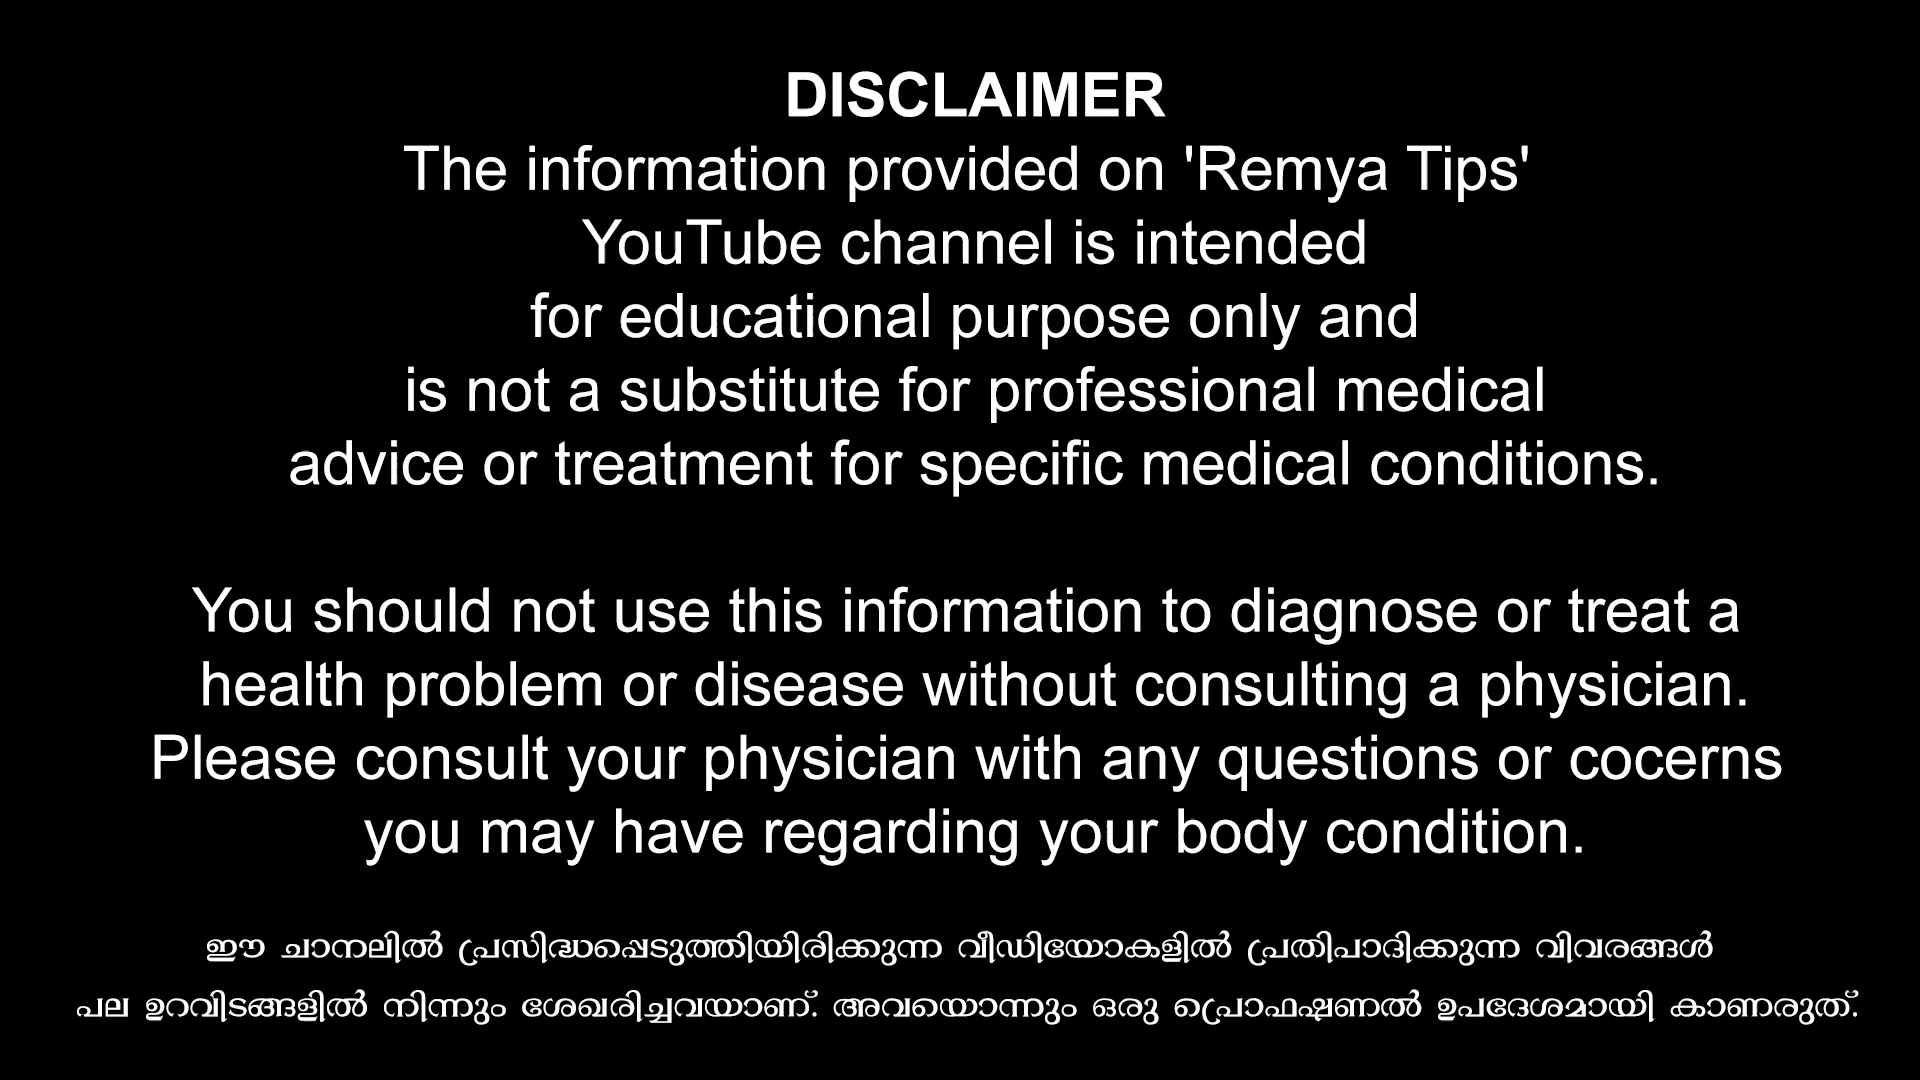 DISCLAIMER
The information provided on 'Remya Tips'
YouTube channel is intended
for educational purpose only and
is not a substitute for professional medical
advice or treatment for specific medical conditions.
You should not use this information to diagnose or treat a
health problem or disease without consulting a physician.
Please consult your physician with any questions or cocerns
you may have regarding your body condition.
ഈ ചാനലിൽ പ്രസിദ്ധപ്പെടുത്തിയിരിക്കുന്ന വീഡിയോകളിൽ പ്രതിപാദിക്കുന്ന വിവരങ്ങൾ
പല ഉറവിടങ്ങളിൽ നിന്നും ശേഖരിച്ചവയാണ്. അവയൊന്നും ഒരു പ്രൊഫഷണൽ ഉപദേശമായി കാണരുത്.